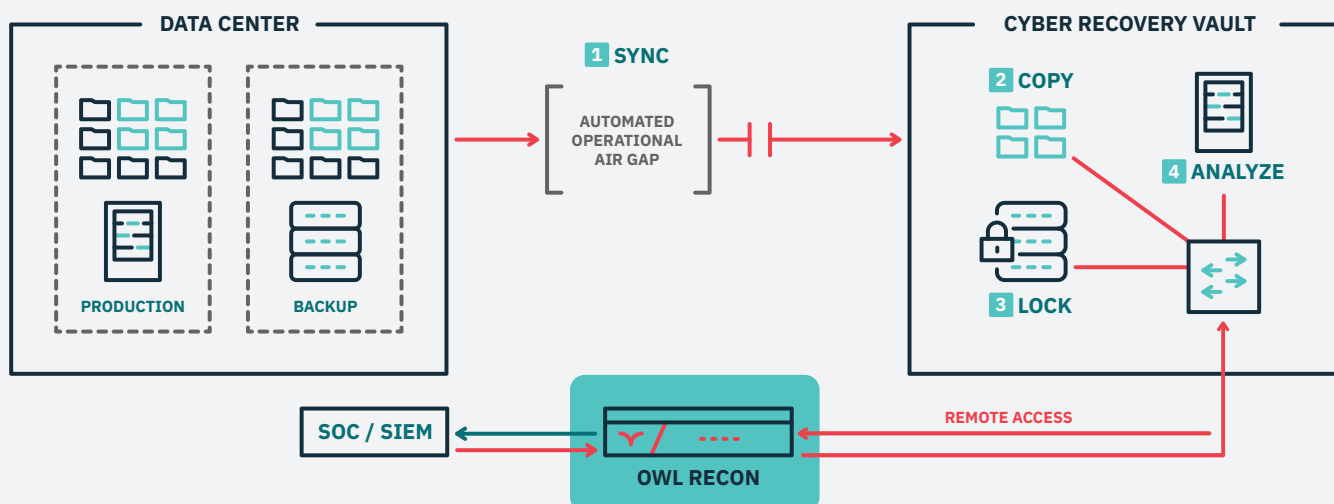 DATA CENTER
CYBER RECOVERY VAULT
1 SYNC
AUTOMATED
OPERATIONAL
AIR GAP
2 COPY
4 ANALYZE
PRODUCTION
BACKUP
3 LOCK
SOC / SIEM
REMOTE ACCESS
OWL RECON